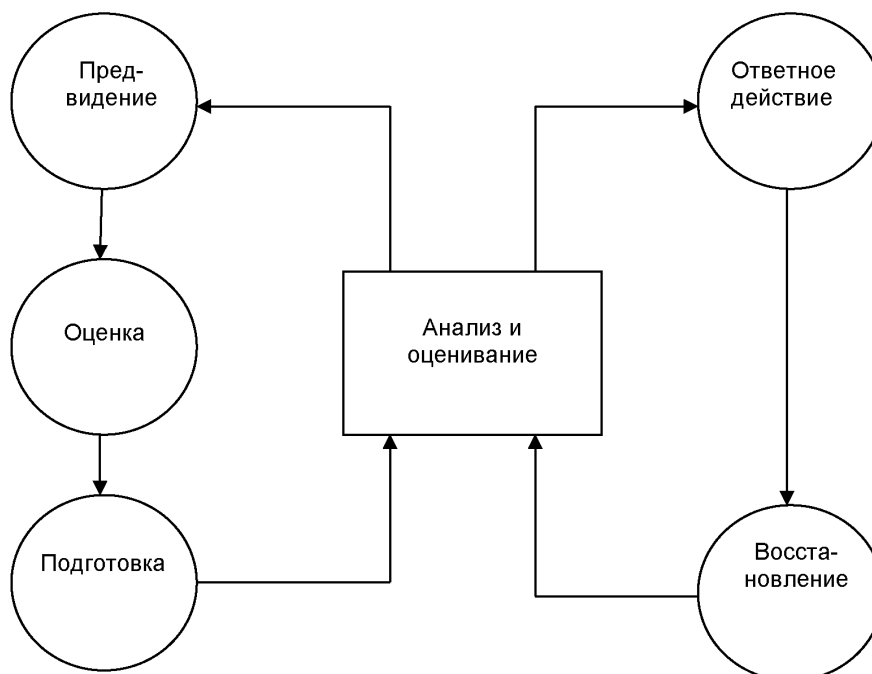 Пред-
видение
Ответное
действие
Оценка
Анализ и
оценивание
Подготовка
Восста-
новление